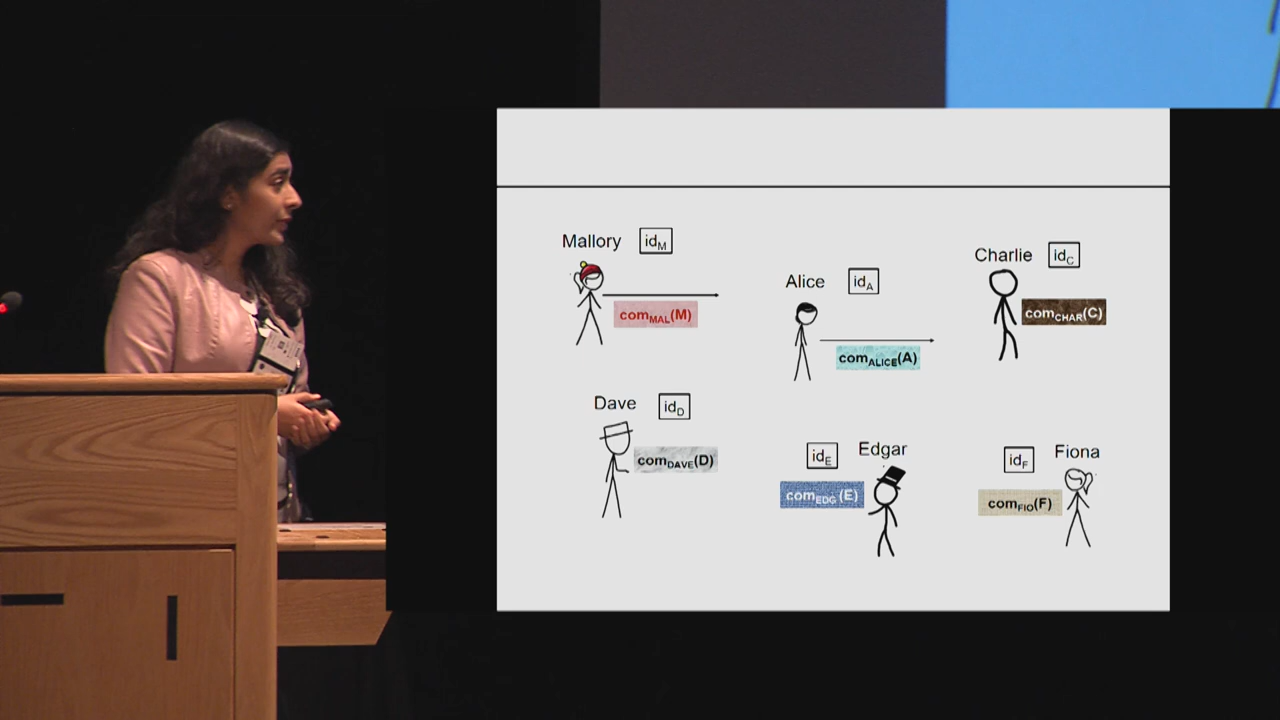 Mallory id_M
com_MAL(M)
Alice id_A
com_ALICE(A)
Charlie id_C
com_CHAR(C)
Dave id_D
com_DAVE(D)
id_E Edgar
com_EDG (E)
id_F Fiona
com_FIO(F)